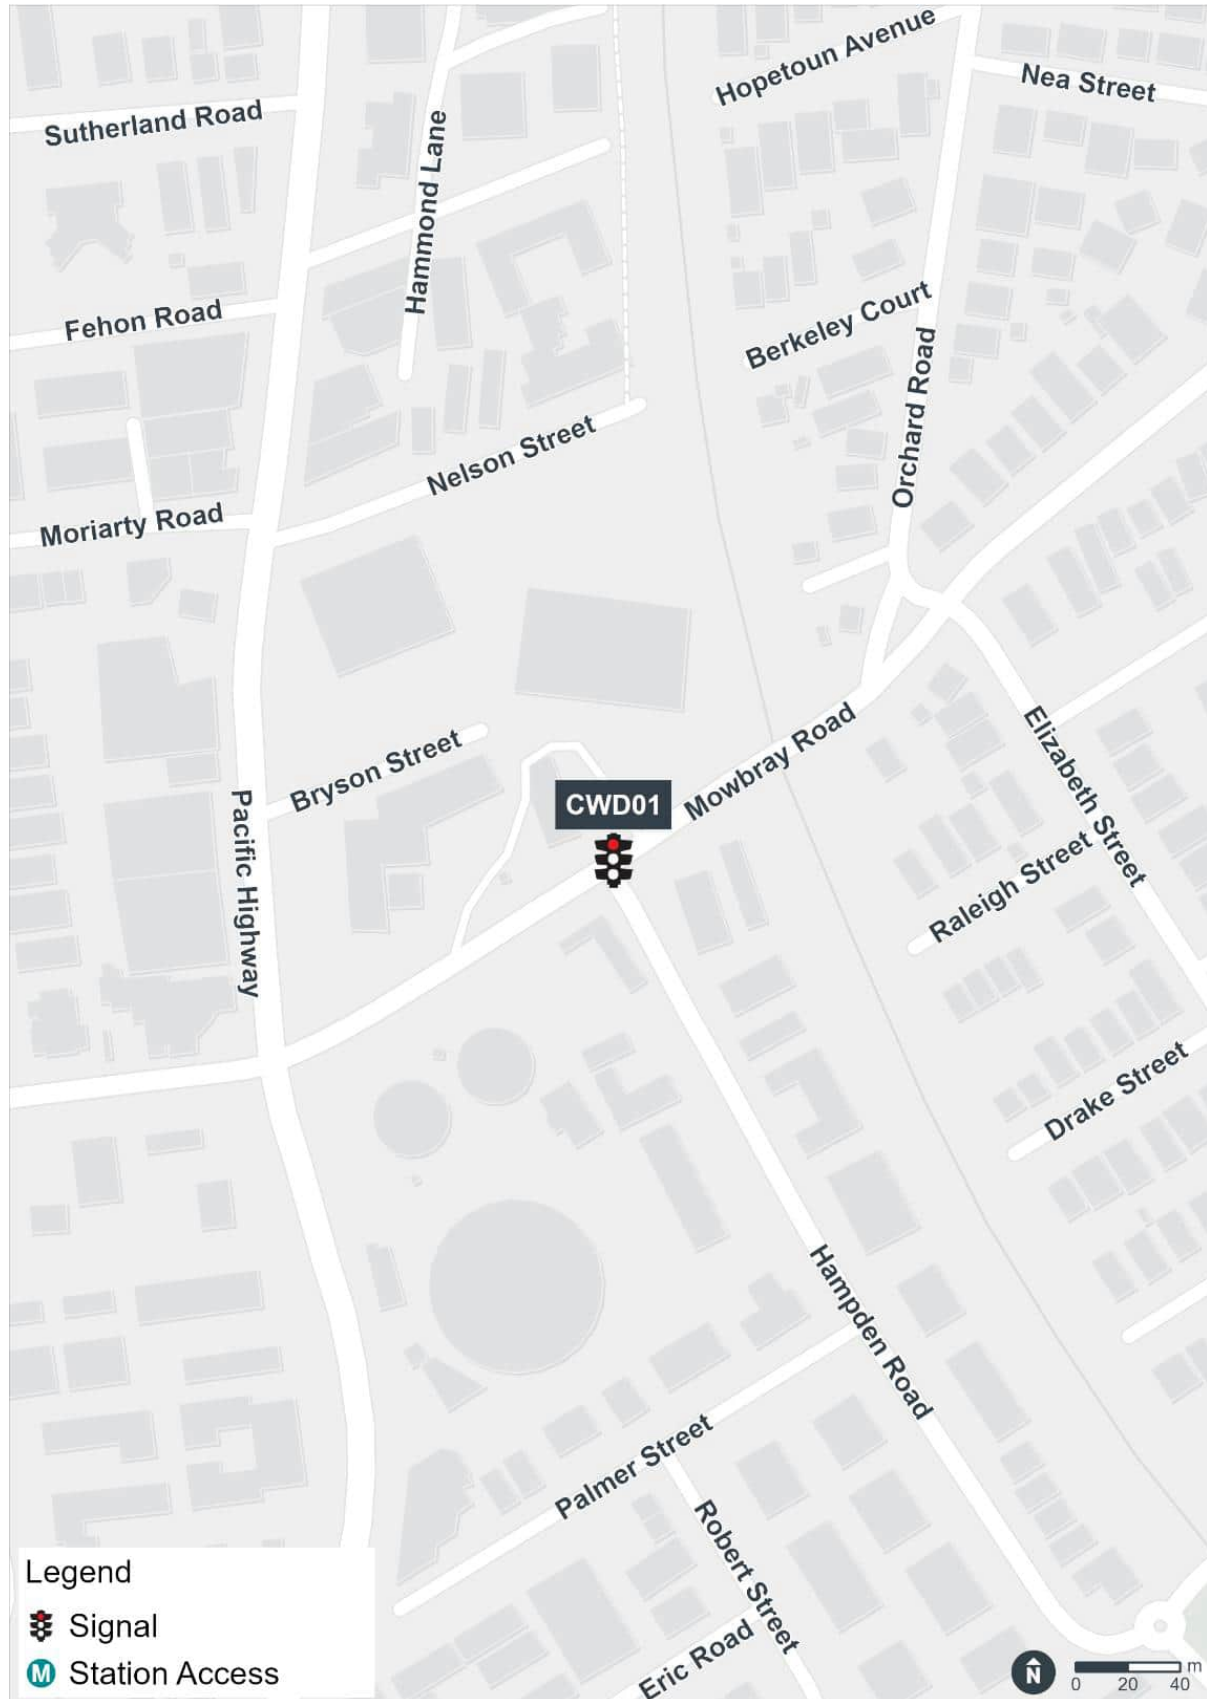 Hopetoun Avenue
Nea Street
Sutherland Road
Hammond Lane
Fehon Road
Berkeley Court
Orchard Road
Nelson Street
Moriarty Road
Bryson Street
Mowbray Road
Elizabeth Street
CWD01
Pacific Highway
Raleigh Street
Drake Street
Hampden Road
Palmer Street
Robert Street
Eric Road
Legend
Signal
M Station Access
N
m
0 20 40